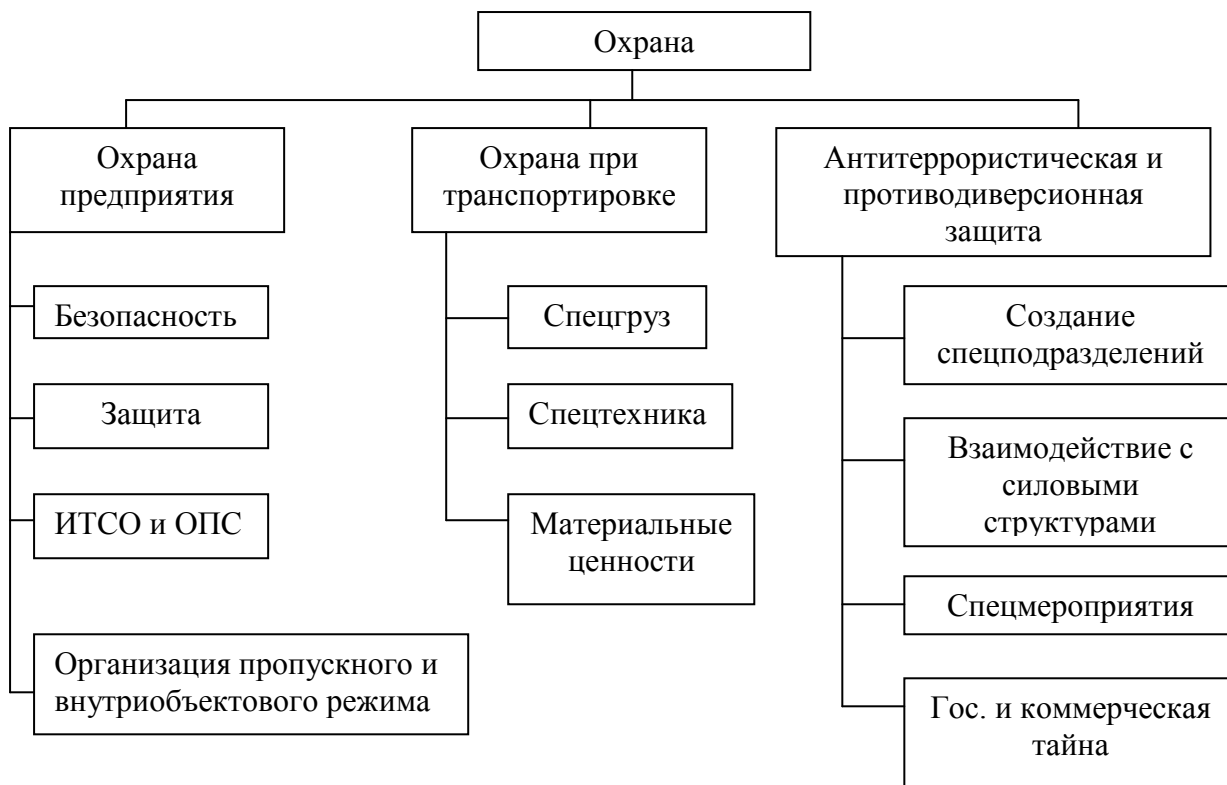 Охрана
Охрана
предприятия
Безопасность
Защита
ИТСО и ОПС
Организация пропускного и
внутриобъектового режима
Охрана при
транспортировке
Спецгруз
Спецтехника
Материальные
ценности
Антитеррористическая и
противодиверсионная
защита
Создание
спецподразделений
Взаимодействие с
силовыми
структурами
Спецмероприятия
Гос. и коммерческая
тайна